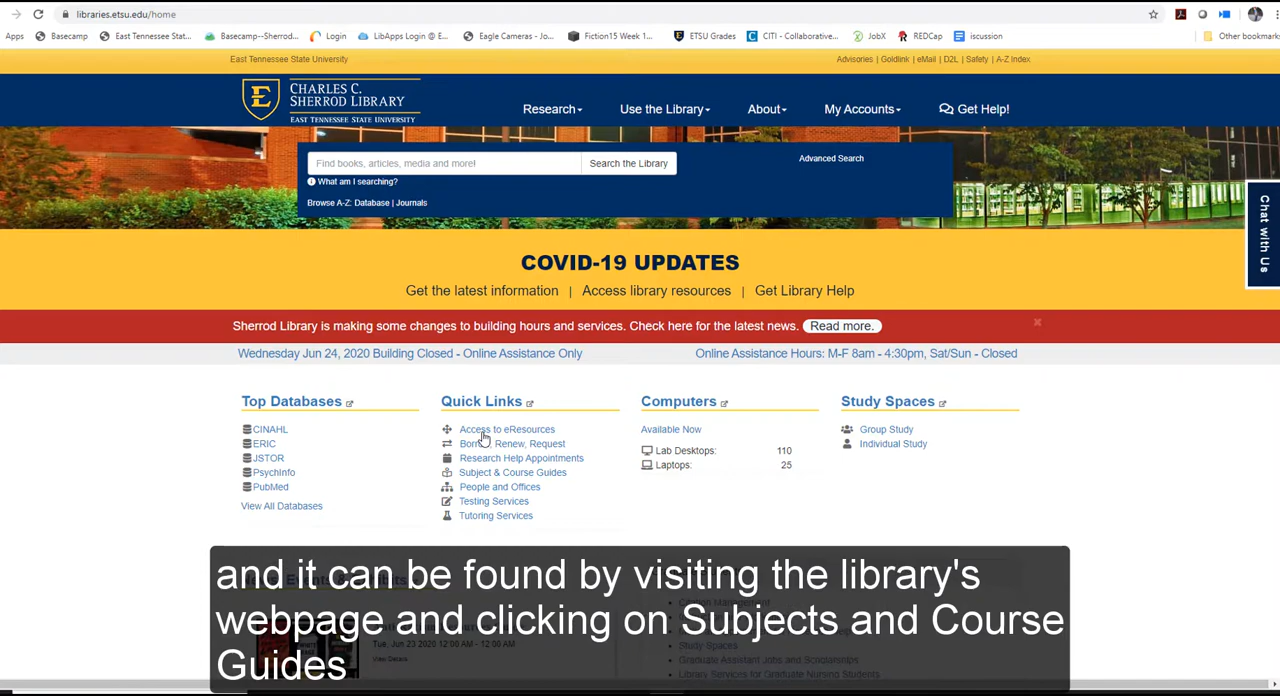 libraries.etsu.edu/home
Apps Basecamp East Tennessee Stat... Basecamp--Sherrod... Login LibApps Login @ E... Eagle Cameras - Jo... Fiction15 Week 1... ETSU Grades CITI - Collaborative... JobX REDCap iscussion Other bookmarks
East Tennessee State University
Advisories | Goldlink | eMail | D2L | Safety | A-Z Index
CHARLES C.
SHERROD LIBRARY
EAST TENNESSEE STATE UNIVERSITY
Research Use the Library About My Accounts Get Help!
Find books, articles, media and more! Search the Library Advanced Search
What am I searching?
Browse A-Z: Database | Journals
Chat with Us
COVID-19 UPDATES
Get the latest information | Access library resources | Get Library Help
Sherrod Library is making some changes to building hours and services. Check here for the latest news. Read more. ×
Wednesday Jun 24, 2020 Building Closed - Online Assistance Only
Online Assistance Hours: M-F 8am - 4:30pm, Sat/Sun - Closed
Top Databases
CINAHL
ERIC
JSTOR
PsychInfo
PubMed
View All Databases
Quick Links
Access to eResources
Borrow, Renew, Request
Research Help Appointments
Subject & Course Guides
People and Offices
Testing Services
Tutoring Services
Computers
Available Now
Lab Desktops: 110
Laptops: 25
Study Spaces
Group Study
Individual Study
Tue, Jun 23 2020 12:00 AM - 12:00 AM
View Details
Citation Management
Study Spaces
Graduate Assistant Jobs and Scholarships
Library Services for Graduate Nursing Students
and it can be found by visiting the library's
webpage and clicking on Subjects and Course
Guides